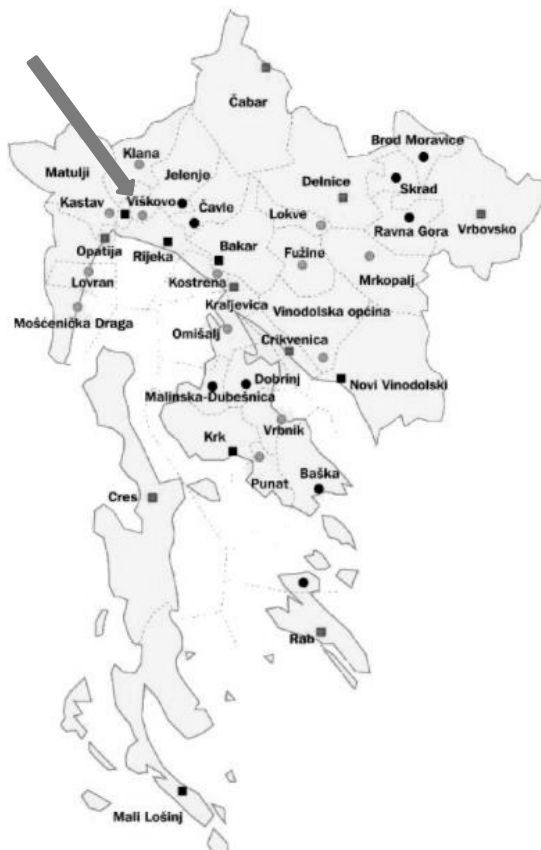 Čabar
Brod Moravice
Klana
Matulji
Jelenje
Delnice
Skrad
Kastav
Viškovo
Čavle
Lokve
Ravna Gora
Vrbovsko
Opatija
Rijeka
Bakar
Fužine
Mrkopalj
Lovran
Kostrena
Kraljevica
Vinodolska općina
Mošćenička Draga
Omišalj
Crikvenica
Dobrinj
Novi Vinodolski
Malinska-Dubešnica
Vrbnik
Krk
Baška
Punat
Cres
Rab
Mali Lošinj